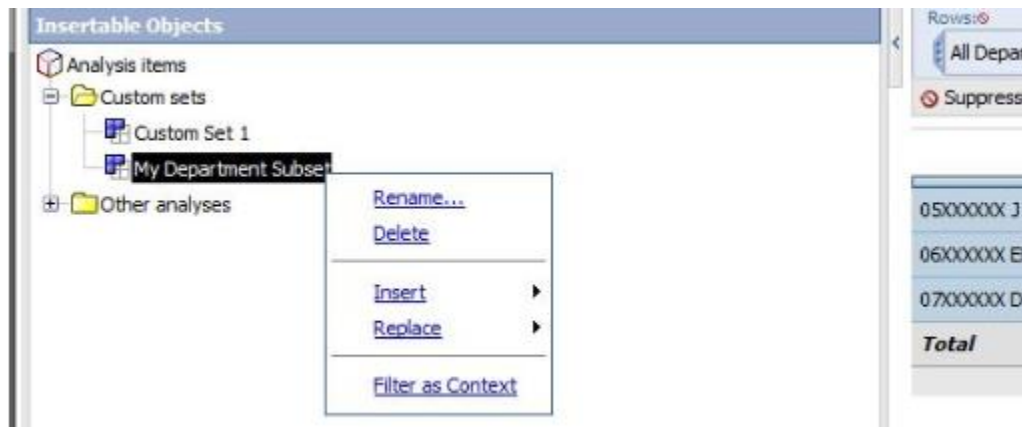 Insertable Objects
Analysis items
Custom sets
Custom Set 1
My Department Subset
Other analyses
Rename...
Delete
Insert
Replace
Filter as Context
Rows:
All Depar
Suppress
05XXXXXX J
06XXXXXX E
07XXXXXX D
Total